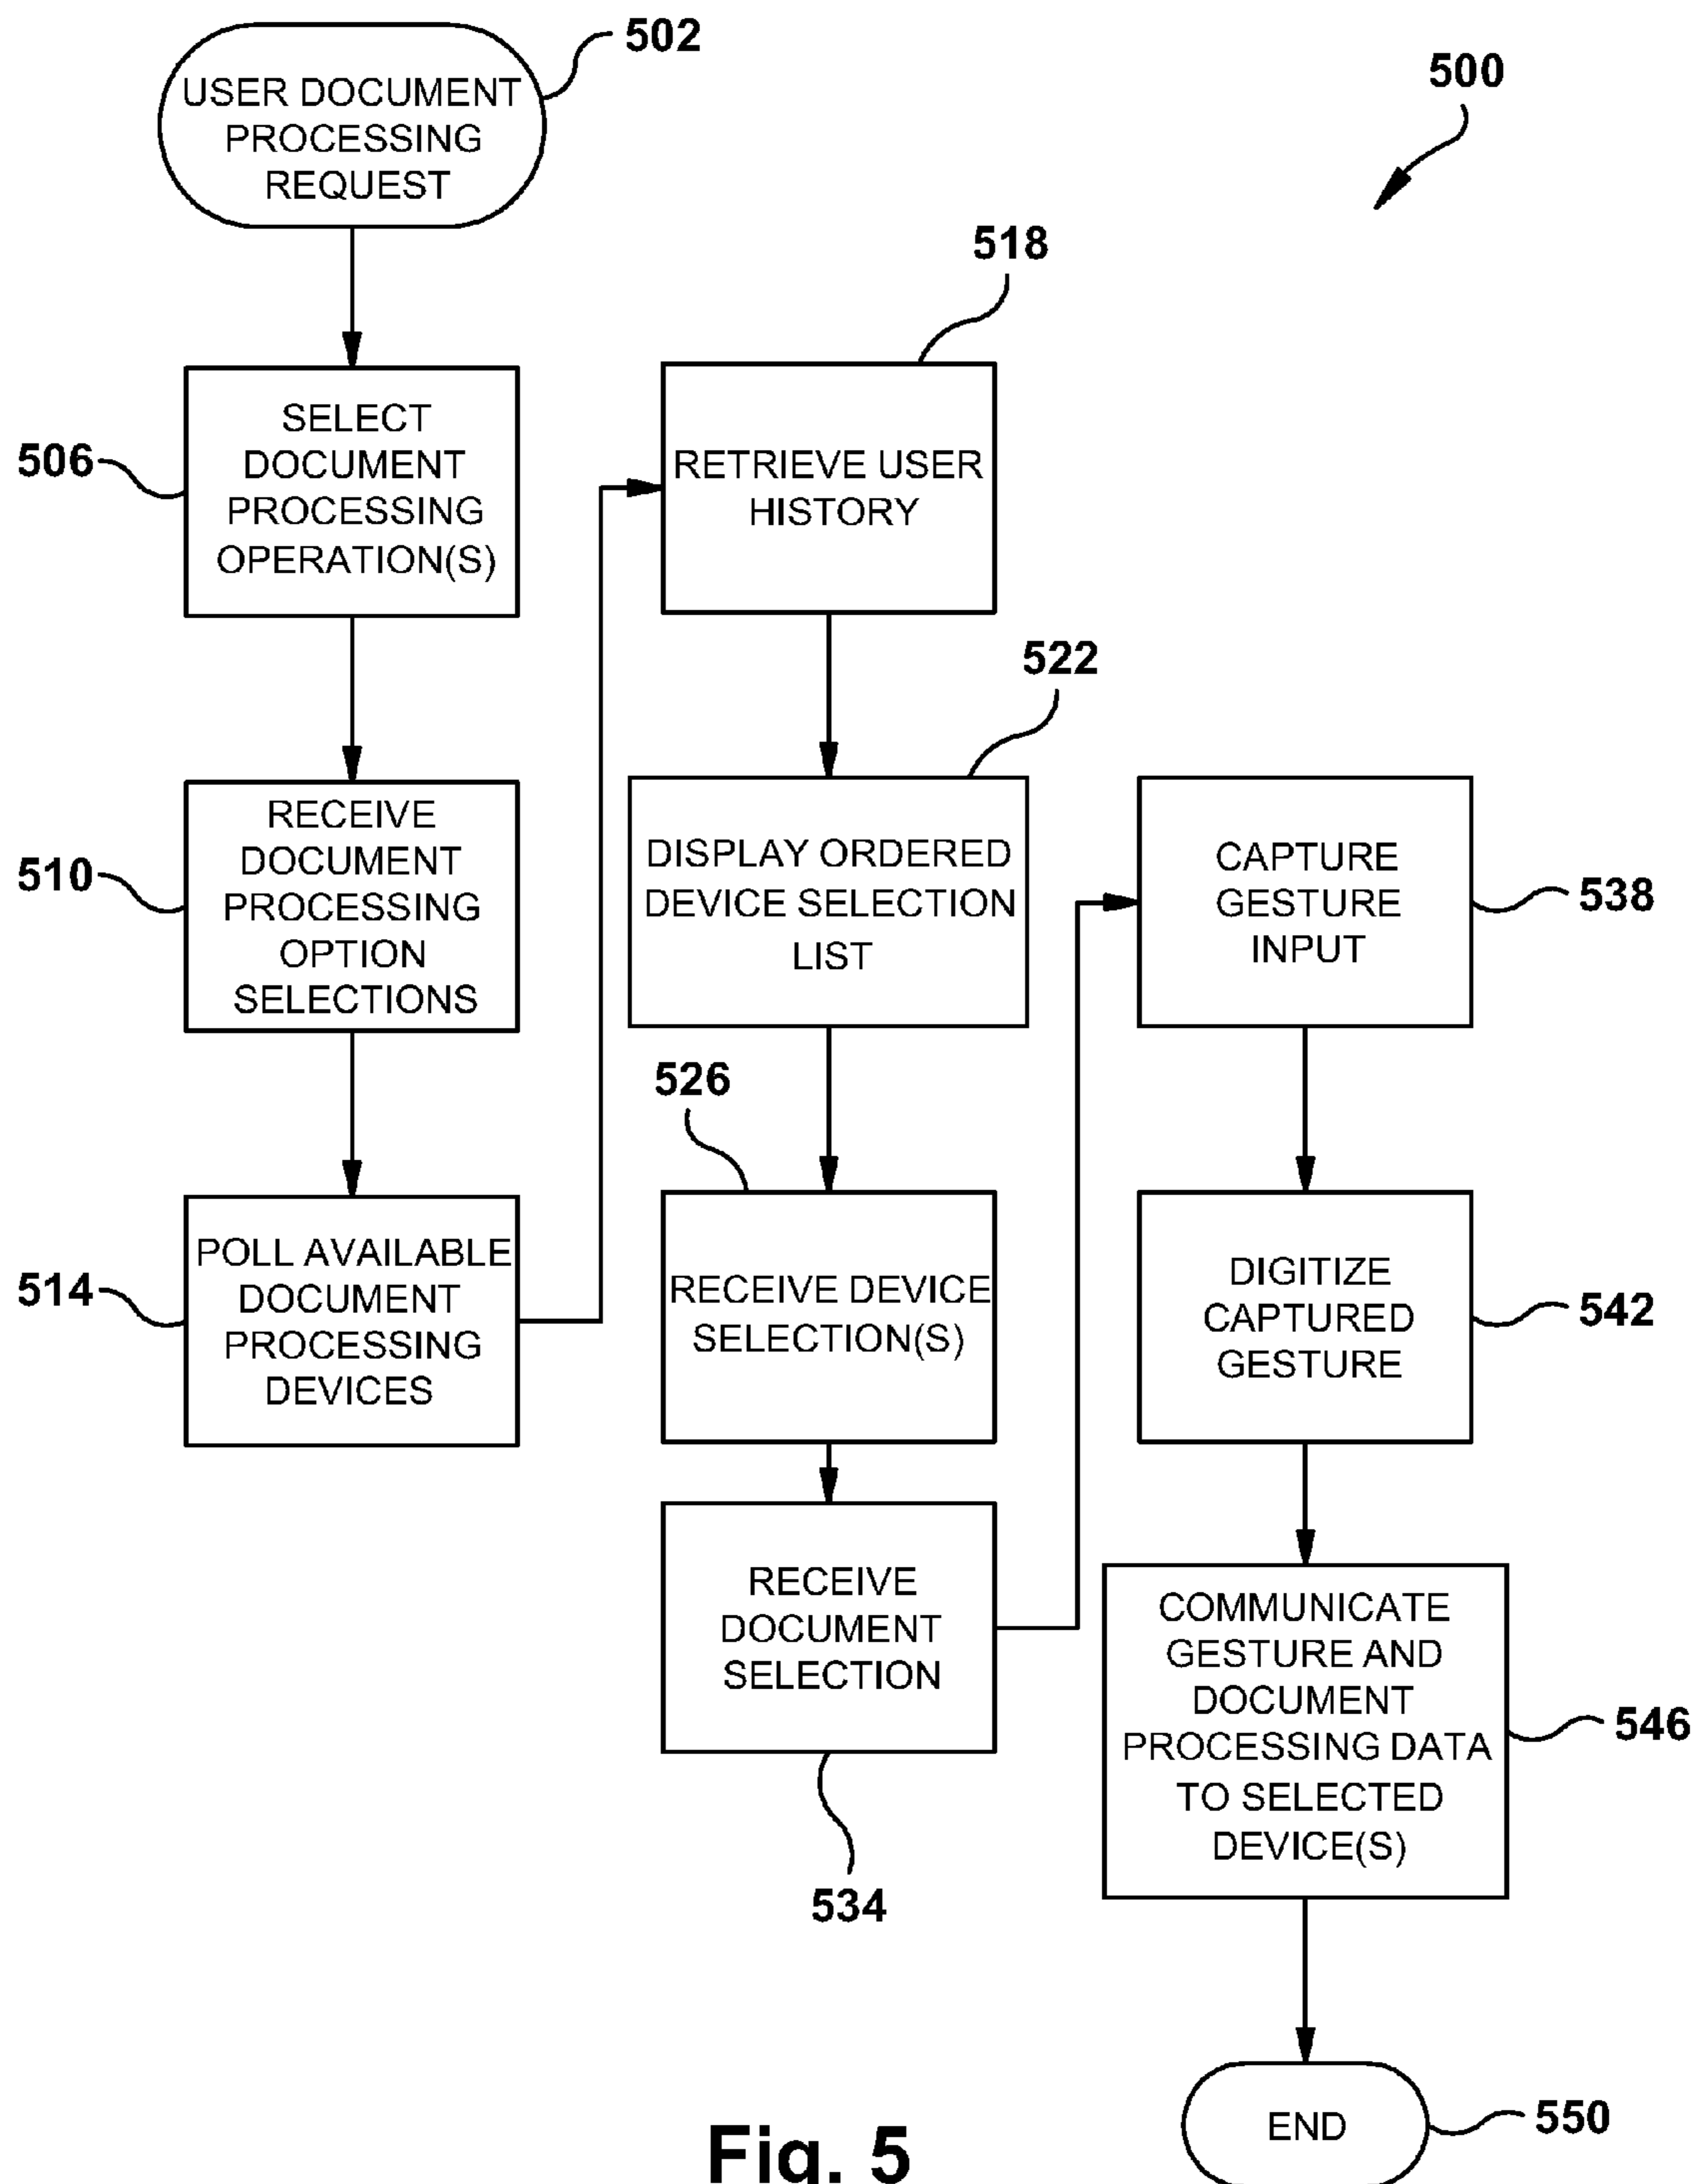 502
USER DOCUMENT
PROCESSING
REQUEST
500
506
SELECT
DOCUMENT
PROCESSING
OPERATION(S)
510
RECEIVE
DOCUMENT
PROCESSING
OPTION
SELECTIONS
514
POLL AVAILABLE
DOCUMENT
PROCESSING
DEVICES
518
RETRIEVE USER
HISTORY
522
DISPLAY ORDERED
DEVICE SELECTION
LIST
526
RECEIVE DEVICE
SELECTION(S)
RECEIVE
DOCUMENT
SELECTION
534
CAPTURE
GESTURE
INPUT
538
DIGITIZE
CAPTURED
GESTURE
542
COMMUNICATE
GESTURE AND
DOCUMENT
PROCESSING DATA
TO SELECTED
DEVICE(S)
546
END
550
Fig. 5